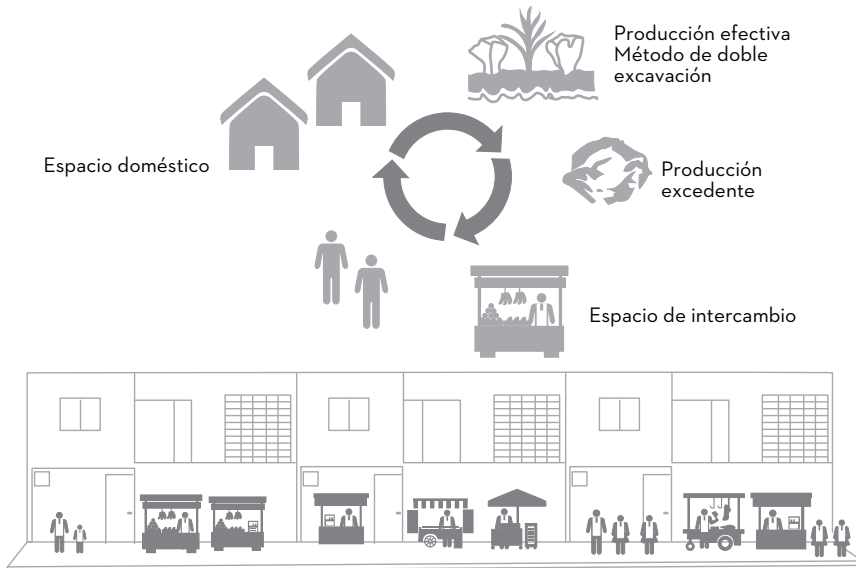 Producción efectiva
Método de doble
excavación
Espacio doméstico
Producción
excedente
Espacio de intercambio